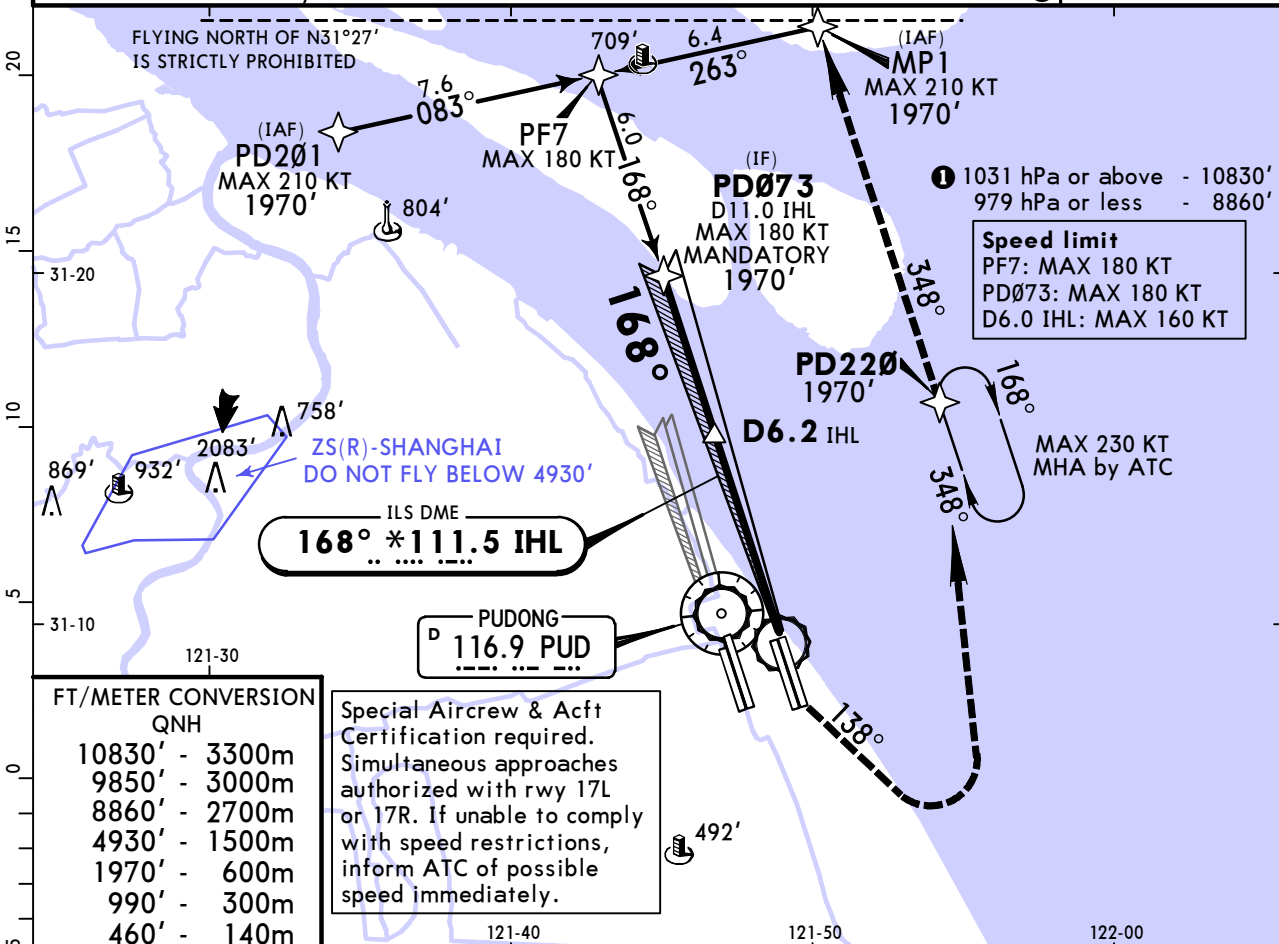 FLYING NORTH OF N31°27'
IS STRICTLY PROHIBITED
709'
6.4
263°
(IAF)
MP1
MAX 210 KT
1970'
7.6
083°
(IAF)
PD2Ø1
MAX 210 KT
1970'
PF7
MAX 180 KT
6.0
168°
(IF)
PDØ73
D11.0 IHL
MAX 180 KT
MANDATORY
1970'
1 1031 hPa or above - 10830'
979 hPa or less - 8860'
Speed limit
PF7: MAX 180 KT
PDØ73: MAX 180 KT
D6.0 IHL: MAX 160 KT
804'
20
15
31-20
168°
348°
PD22Ø
1970'
168°
348°
MAX 230 KT
MHA by ATC
D6.2 IHL
10
758'
2083'
869'
932'
ZS(R)-SHANGHAI
DO NOT FLY BELOW 4930'
ILS DME
168° *111.5 IHL
5
31-10
PUDONG
D 116.9 PUD
121-30
138°
FT/METER CONVERSION
QNH
10830' - 3300m
9850' - 3000m
8860' - 2700m
4930' - 1500m
1970' - 600m
990' - 300m
460' - 140m
0
Special Aircrew & Acft
Certification required.
Simultaneous approaches
authorized with rwy 17L
or 17R. If unable to comply
with speed restrictions,
inform ATC of possible
speed immediately.
492'
121-40
121-50
122-00